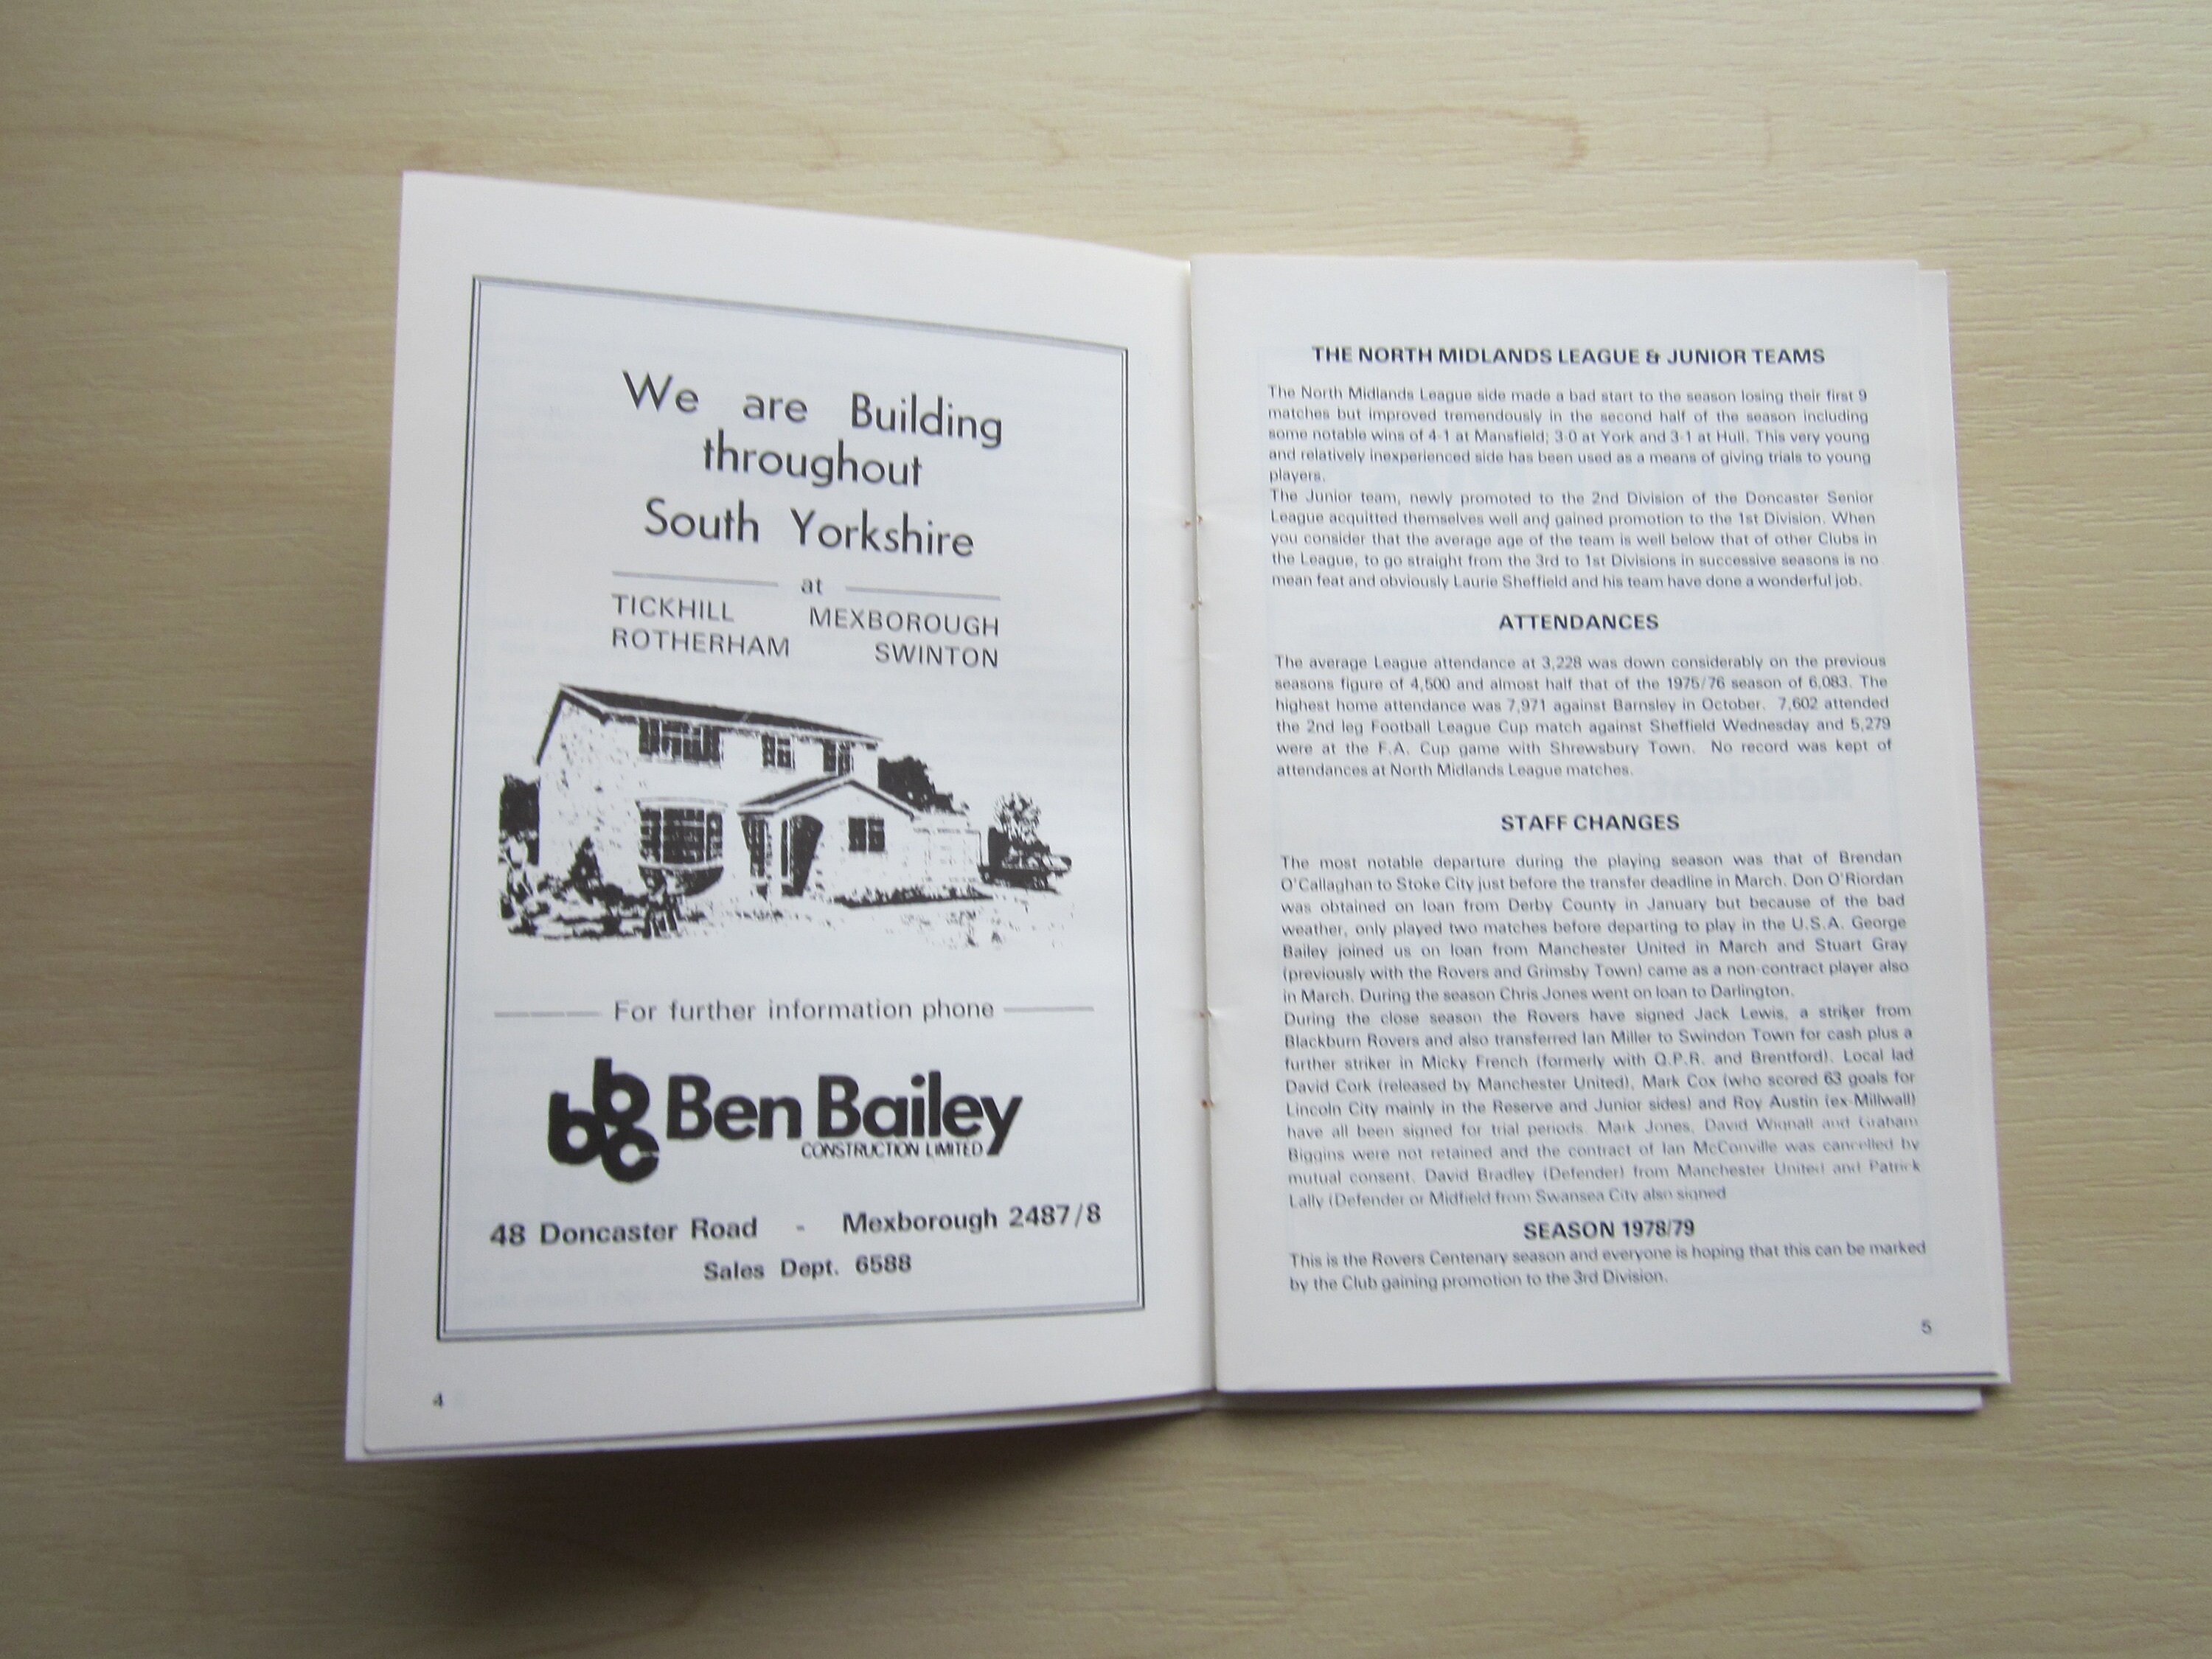 We are Building
throughout
South Yorkshire
at
TICKHILL MEXBOROUGH
ROTHERHAM SWINTON
For further information phone
bbc Ben Bailey
CONSTRUCTION LIMITED
48 Doncaster Road - Mexborough 2487/8
Sales Dept. 6588
4
THE NORTH MIDLANDS LEAGUE & JUNIOR TEAMS
The North Midlands League side made a bad start to the season losing their first 9
matches but improved tremendously in the second half of the season including
some notable wins of 4-1 at Mansfield; 3-0 at York and 3-1 at Hull. This very young
and relatively inexperienced side has been used as a means of giving trials to young
players.
The Junior team, newly promoted to the 2nd Division of the Doncaster Senior
League acquitted themselves well and gained promotion to the 1st Division. When
you consider that the average age of the team is well below that of other Clubs in
the League, to go straight from the 3rd to 1st Divisions in successive seasons is no
mean feat and obviously Laurie Sheffield and his team have done a wonderful job.
ATTENDANCES
The average League attendance at 3,228 was down considerably on the previous
seasons figure of 4,500 and almost half that of the 1975/76 season of 6,083. The
highest home attendance was 7,971 against Barnsley in October. 7,602 attended
the 2nd leg Football League Cup match against Sheffield Wednesday and 5,279
were at the F.A. Cup game with Shrewsbury Town. No record was kept of
attendances at North Midlands League matches.
STAFF CHANGES
The most notable departure during the playing season was that of Brendan
O'Callaghan to Stoke City just before the transfer deadline in March. Don O'Riordan
was obtained on loan from Derby County in January but because of the bad
weather, only played two matches before departing to play in the U.S.A. George
Bailey joined us on loan from Manchester United in March and Stuart Gray
(previously with the Rovers and Grimsby Town) came as a non-contract player also
in March. During the season Chris Jones went on loan to Darlington.
During the close season the Rovers have signed Jack Lewis, a striker from
Blackburn Rovers and also transferred Ian Miller to Swindon Town for cash plus a
further striker in Micky French (formerly with Q.P.R. and Brentford). Local lad
David Cork (released by Manchester United), Mark Cox (who scored 63 goals for
Lincoln City mainly in the Reserve and Junior sides) and Roy Austin (ex-Millwall)
have all been signed for trial periods. Mark Jones, David Wignall and Graham
Biggins were not retained and the contract of Ian McConville was cancelled by
mutual consent. David Bradley (Defender) from Manchester United and Patrick
Lally (Defender or Midfield from Swansea City also signed
SEASON 1978/79
This is the Rovers Centenary season and everyone is hoping that this can be marked
by the Club gaining promotion to the 3rd Division.
5